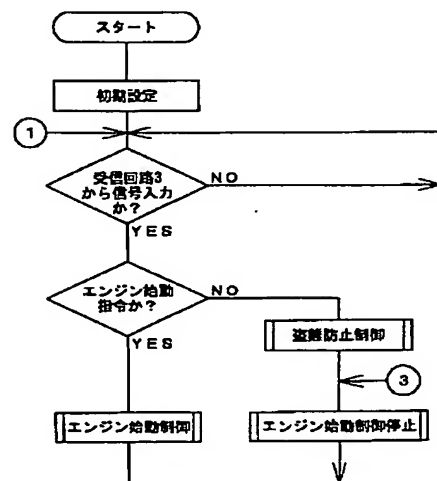 スタート
初期設定
1
受信回路3
から信号入力
か?
NO
YES
エンジン始動
指令か?
NO
YES
盗難防止制御
3
エンジン始動制御
エンジン始動制御停止